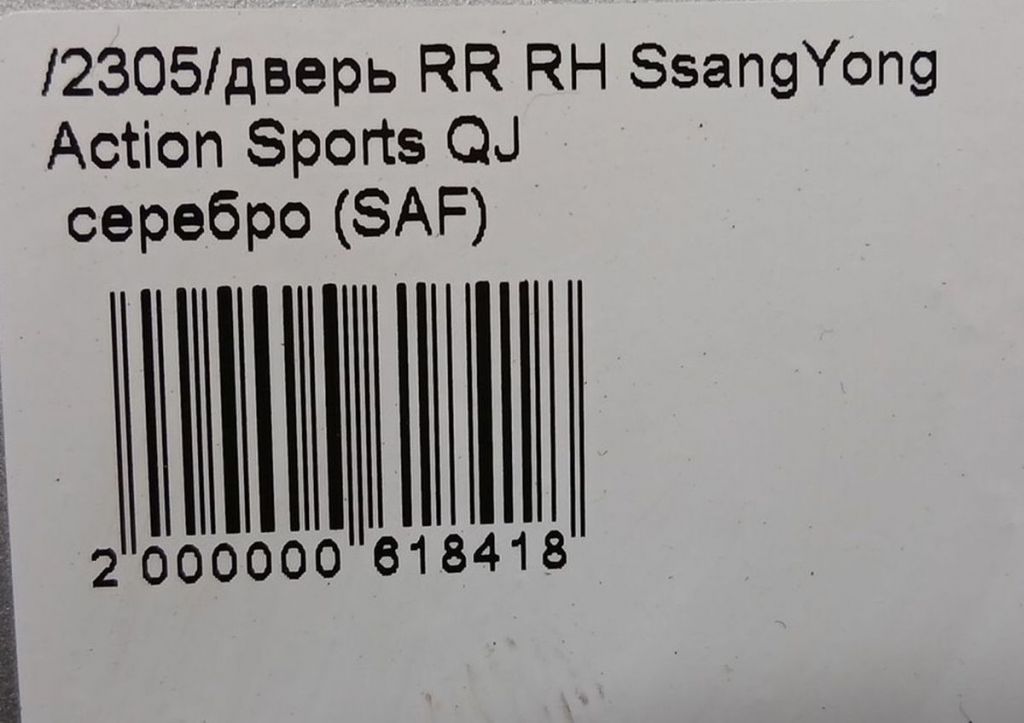 /2305/дверь RR RH SsangYong
Action Sports QJ
серебро (SAF)
2 000000 618418